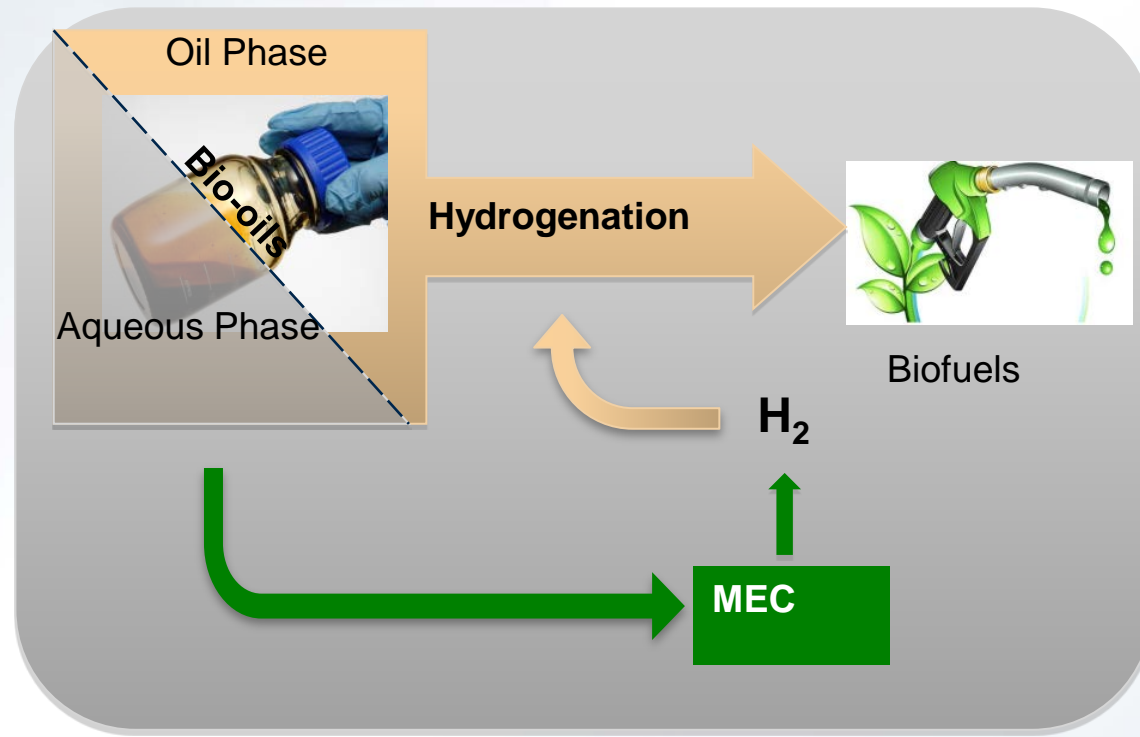 Oil Phase
Bio-oils
Aqueous Phase
Hydrogenation
Biofuels
H₂
MEC